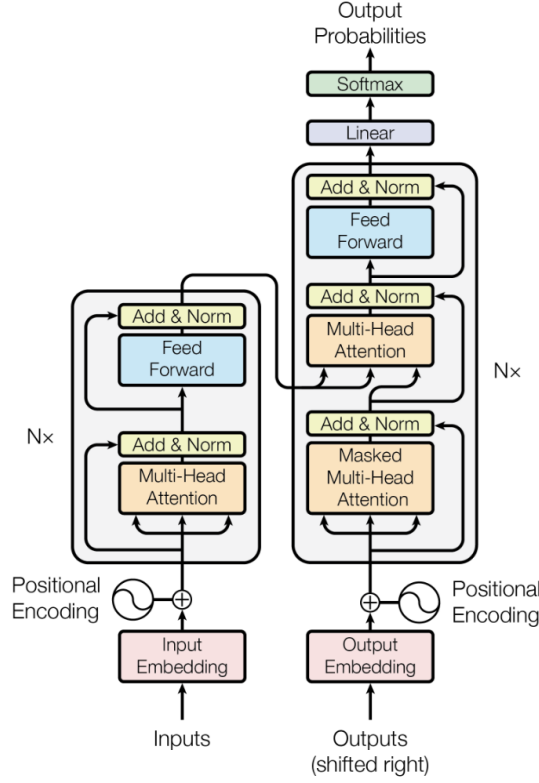 Output
Probabilities
Softmax
Linear
Add & Norm
Feed
Forward
Add & Norm
Multi-Head
Attention
Add & Norm
Masked
Multi-Head
Attention
N×
Add & Norm
Feed
Forward
Add & Norm
Multi-Head
Attention
N×
Positional
Encoding
Positional
Encoding
Input
Embedding
Output
Embedding
Inputs
Outputs
(shifted right)